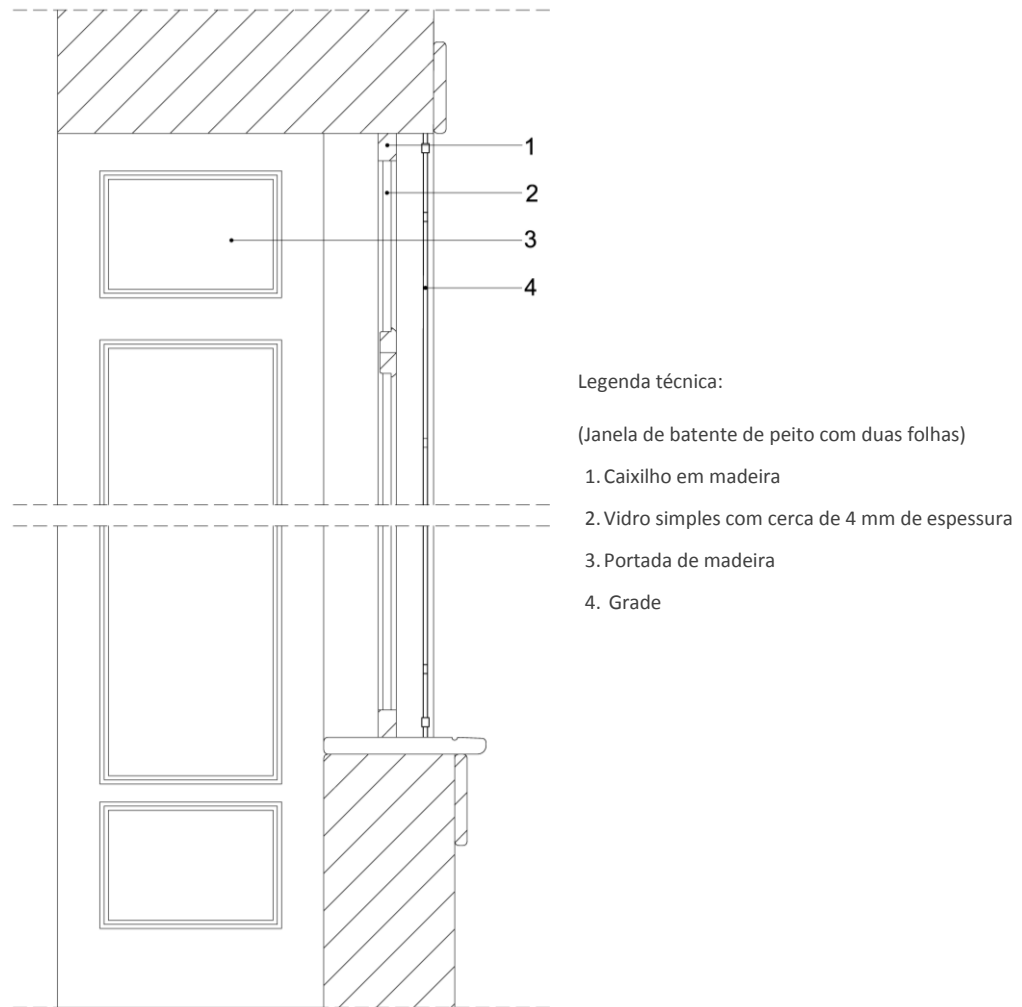 1
2
3
4
Legenda técnica:
(Janela de batente de peito com duas folhas)
1. Caixilho em madeira
2. Vidro simples com cerca de 4 mm de espessura
3. Portada de madeira
4. Grade